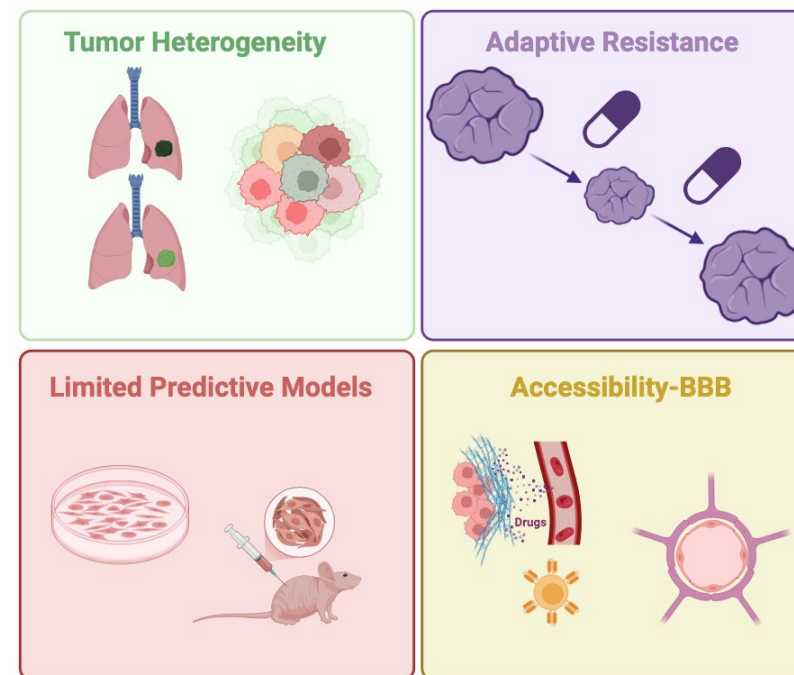 Tumor Heterogeneity
Adaptive Resistance
Limited Predictive Models
Accessibility-BBB
Drugs